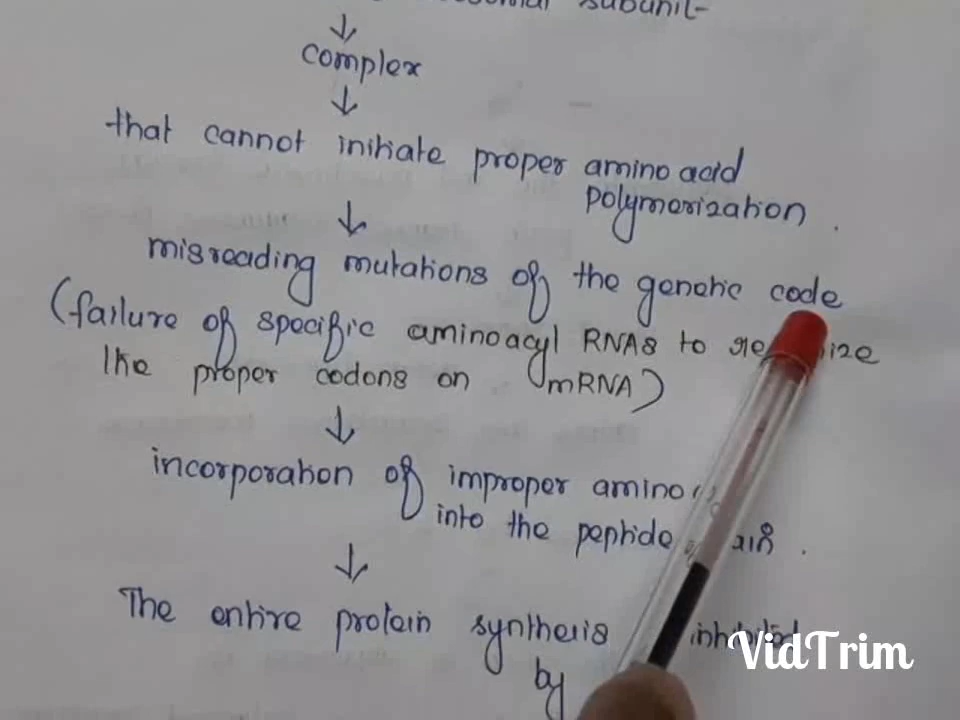 subunit-
↓
complex
↓
that cannot initiate proper amino acid
polymerization.
↓
misreading mutations of the genetic code
(failure of specific aminoacyl RNAs to
the proper codons on mRNA)
↓
incorporation of improper amino
into the peptide
↓
The entire protein synthesis inhibited
by
VidTrim